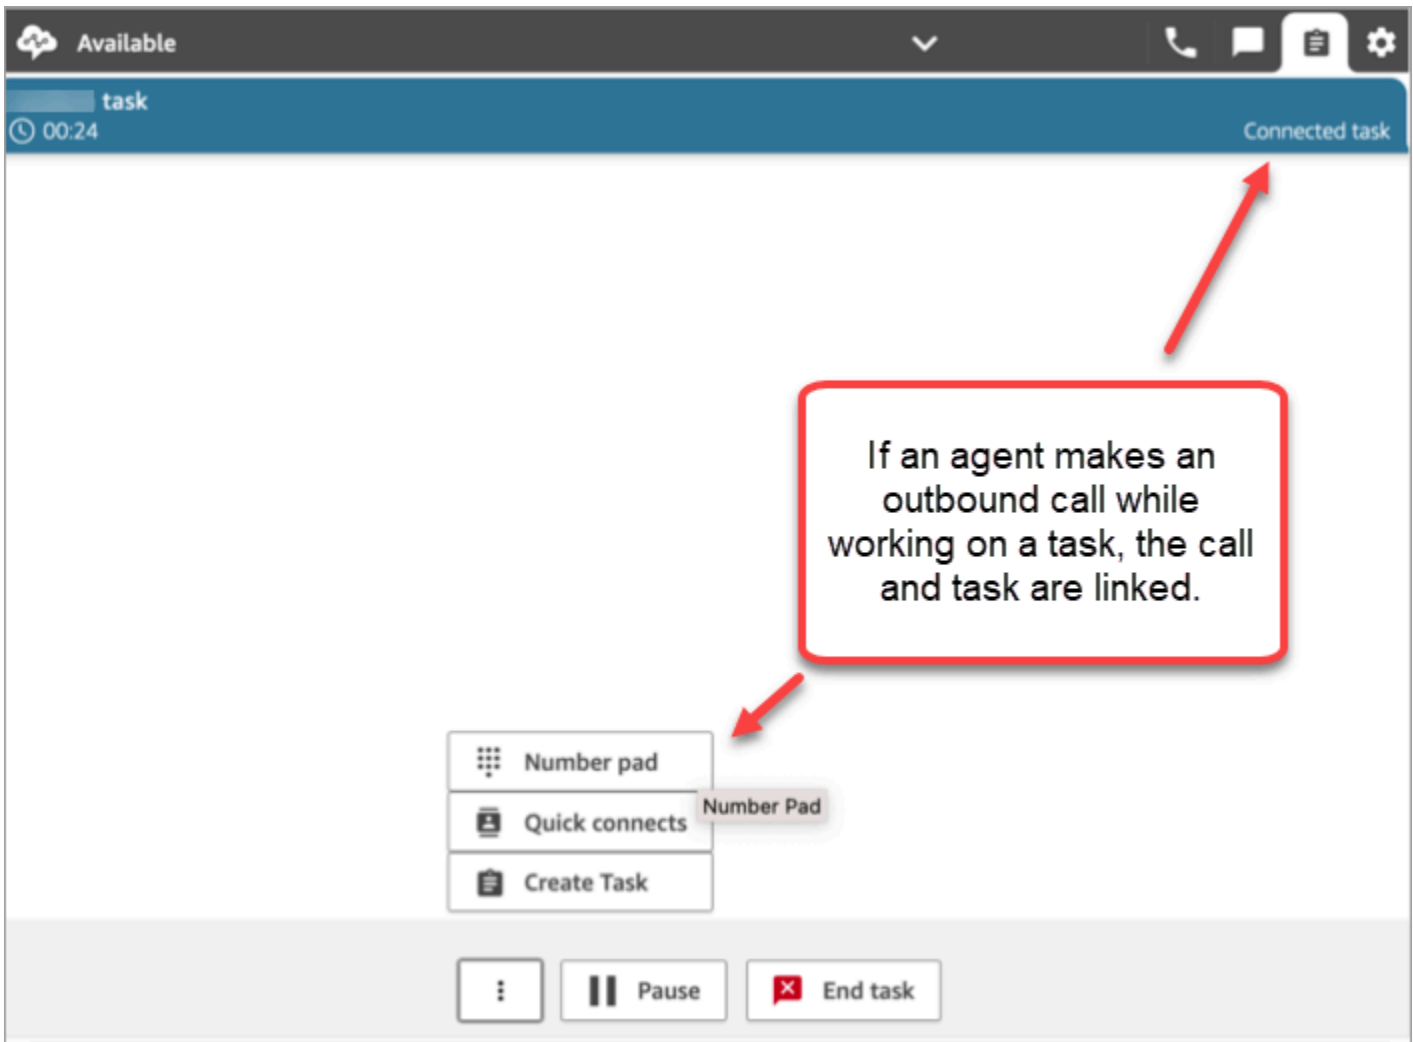 Available
task
00:24
Connected task
If an agent makes an
outbound call while
working on a task, the call
and task are linked.
Number pad
Number Pad
Quick connects
Create Task
Pause
End task